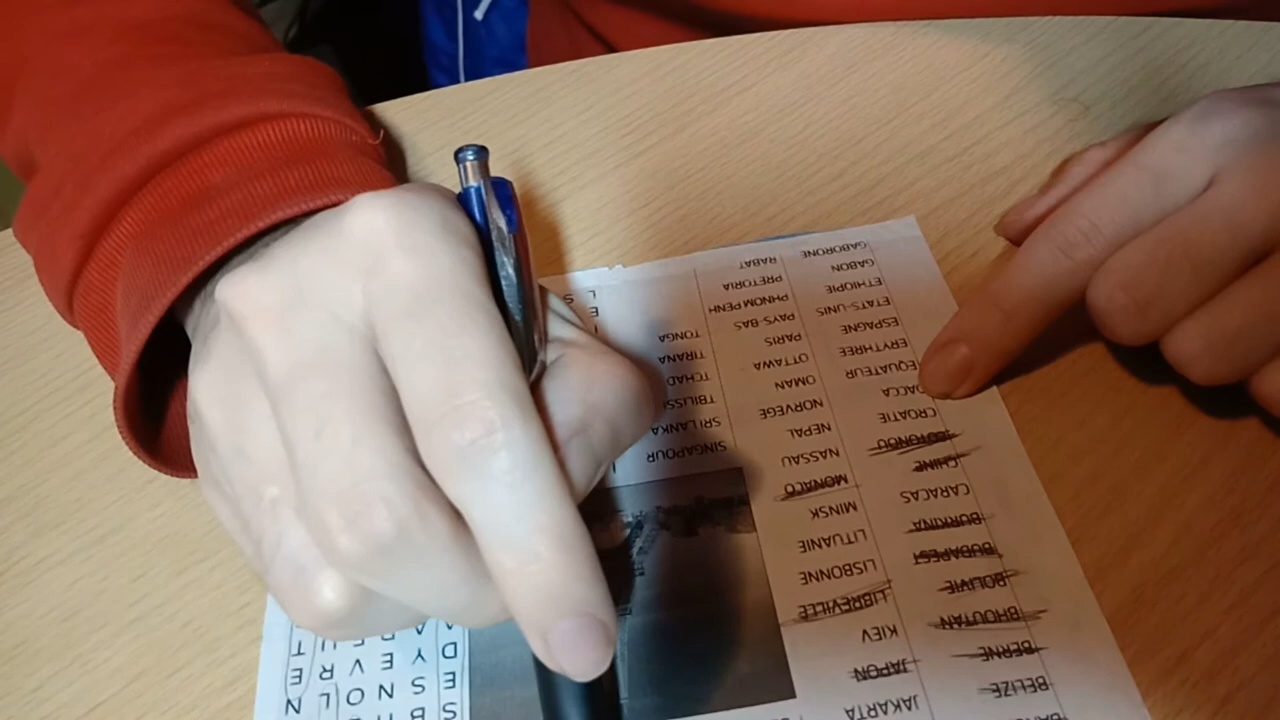 BELIZE
BERNE
BHOUTAN
BOLIVIE
BUDAPEST
BURKINA
CARACAS
CHINE
COTONOU
CROATIE
DACCA
EQUATEUR
ERYTHREE
ESPAGNE
ETATS-UNIS
ETHIOPIE
GABON
GABORONE
JAKARTA
JAPON
KIEV
LIBREVILLE
LISBONNE
LITUANIE
MINSK
MONACO
NASSAU
NEPAL
NORVEGE
OMAN
OTTAWA
PARIS
PAYS-BAS
PHNOM PENH
PRETORIA
RABAT
SINGAPOUR
SRI LANKA
TBILISSI
TCHAD
TIRANA
TONGA